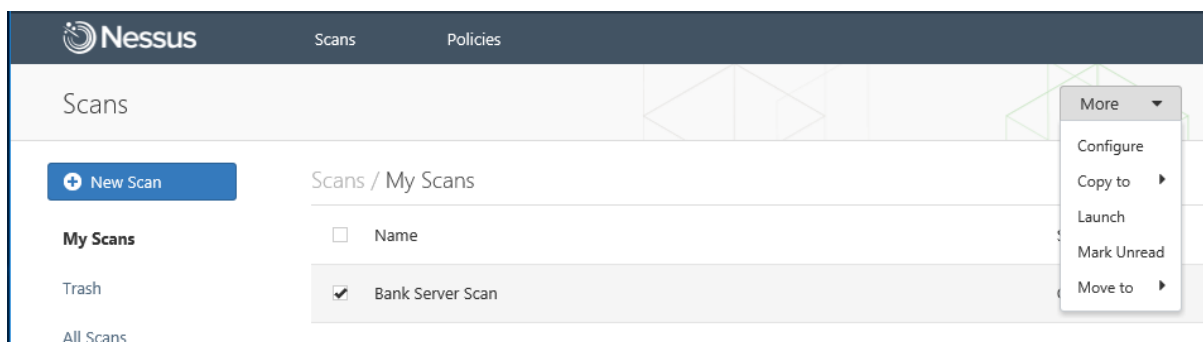 Nessus Scans Policies
Scans
More
Configure
New Scan
Scans / My Scans
Copy to
Launch
My Scans
Name
Mark Unread
Trash
Bank Server Scan
Move to
All Scans